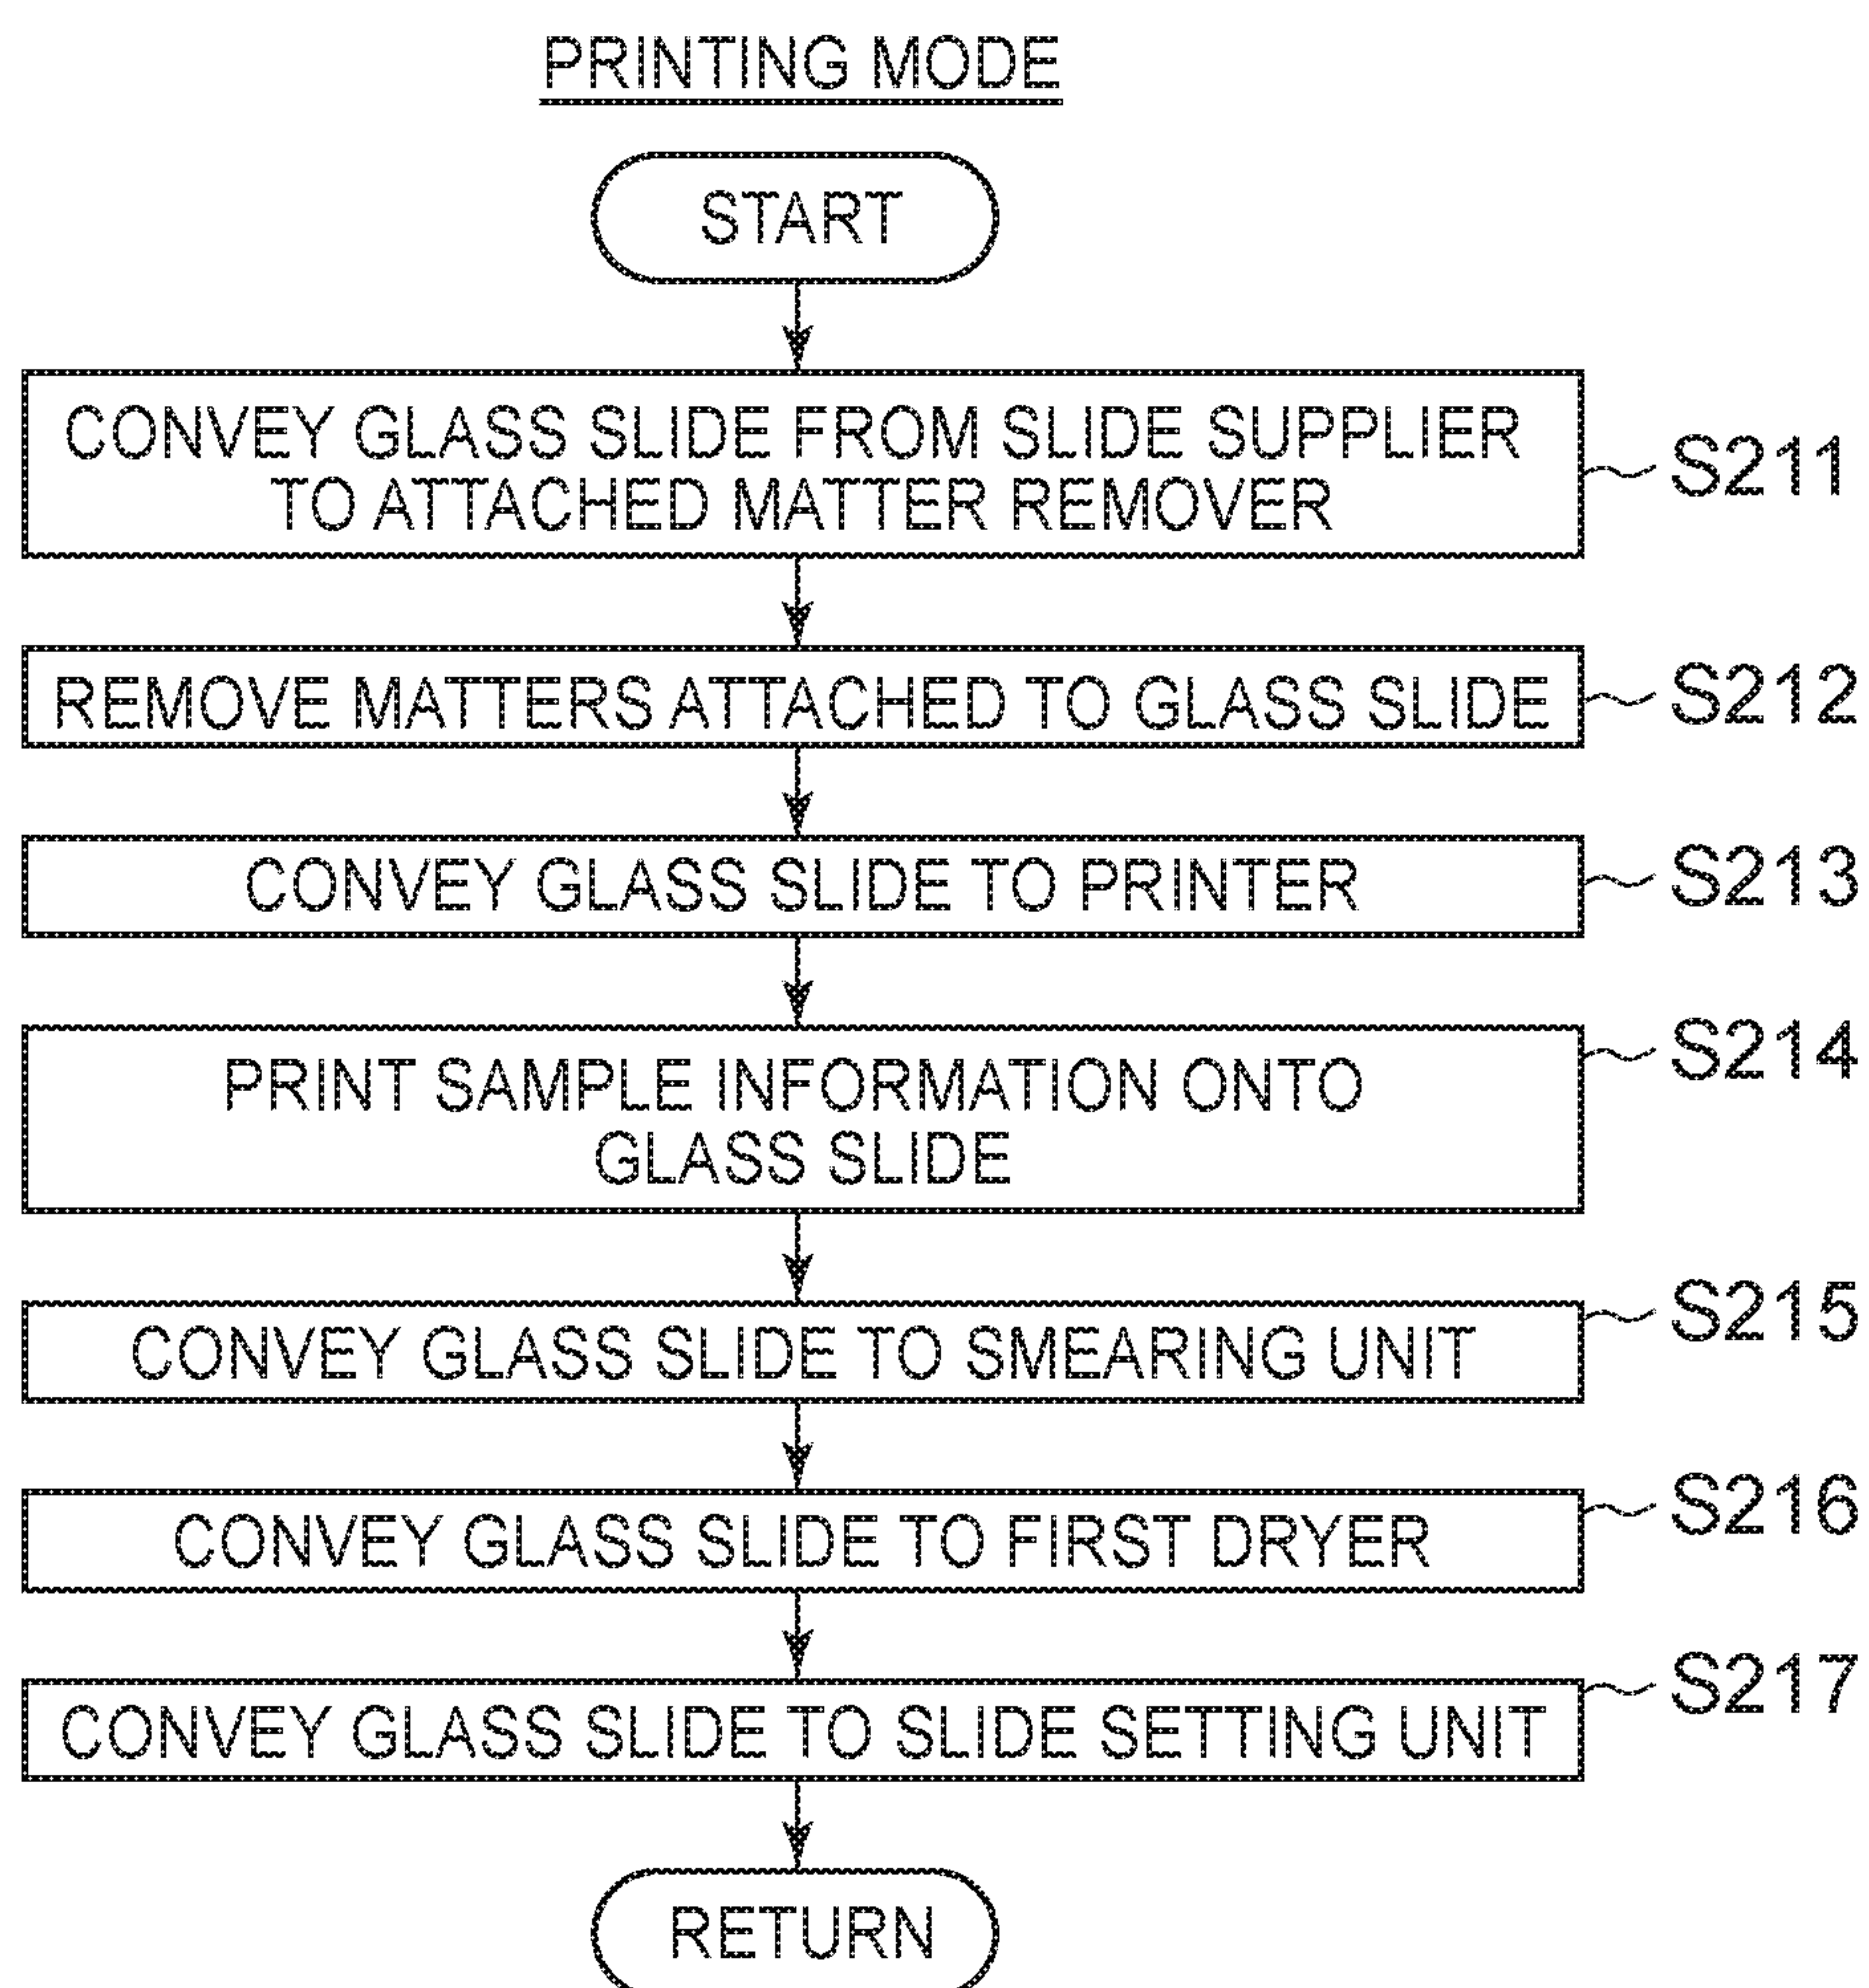 PRINTING MODE
START
CONVEY GLASS SLIDE FROM SLIDE SUPPLIER
TO ATTACHED MATTER REMOVER
S211
REMOVE MATTERS ATTACHED TO GLASS SLIDE
S212
CONVEY GLASS SLIDE TO PRINTER
S213
PRINT SAMPLE INFORMATION ONTO
GLASS SLIDE
S214
CONVEY GLASS SLIDE TO SMEARING UNIT
S215
CONVEY GLASS SLIDE TO FIRST DRYER
S216
CONVEY GLASS SLIDE TO SLIDE SETTING UNIT
S217
RETURN